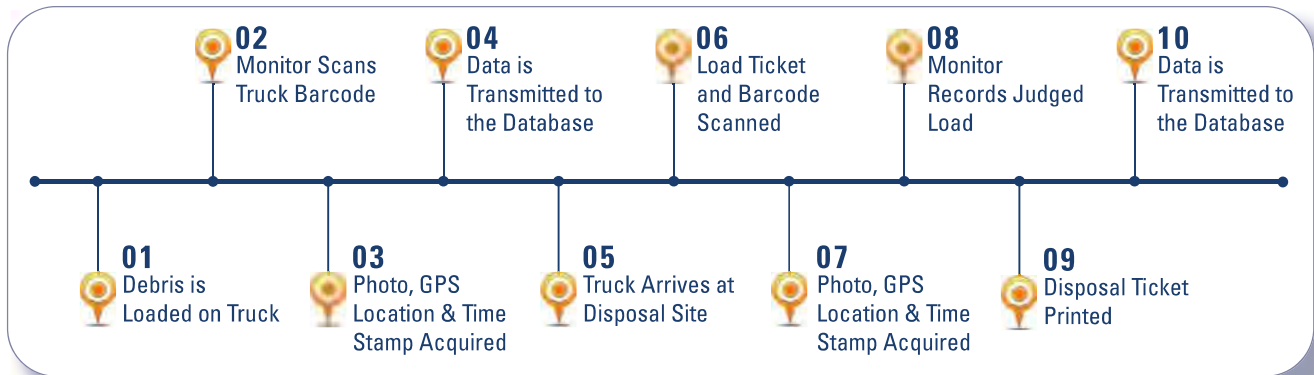 01
Debris is
Loaded on Truck
02
Monitor Scans
Truck Barcode
03
Photo, GPS
Location & Time
Stamp Acquired
04
Data is
Transmitted to
the Database
05
Truck Arrives at
Disposal Site
06
Load Ticket
and Barcode
Scanned
07
Photo, GPS
Location & Time
Stamp Acquired
08
Monitor
Records Judged
Load
09
Disposal Ticket
Printed
10
Data is
Transmitted to
the Database